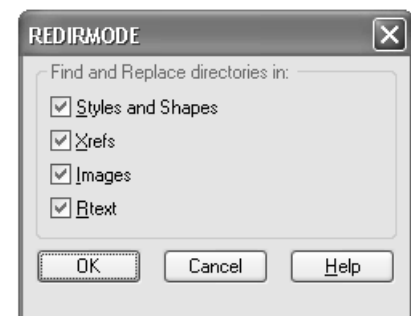 REDIRMODE
Find and Replace directories in:
Styles and Shapes
Xrefs
Images
Rtext
OK Cancel Help